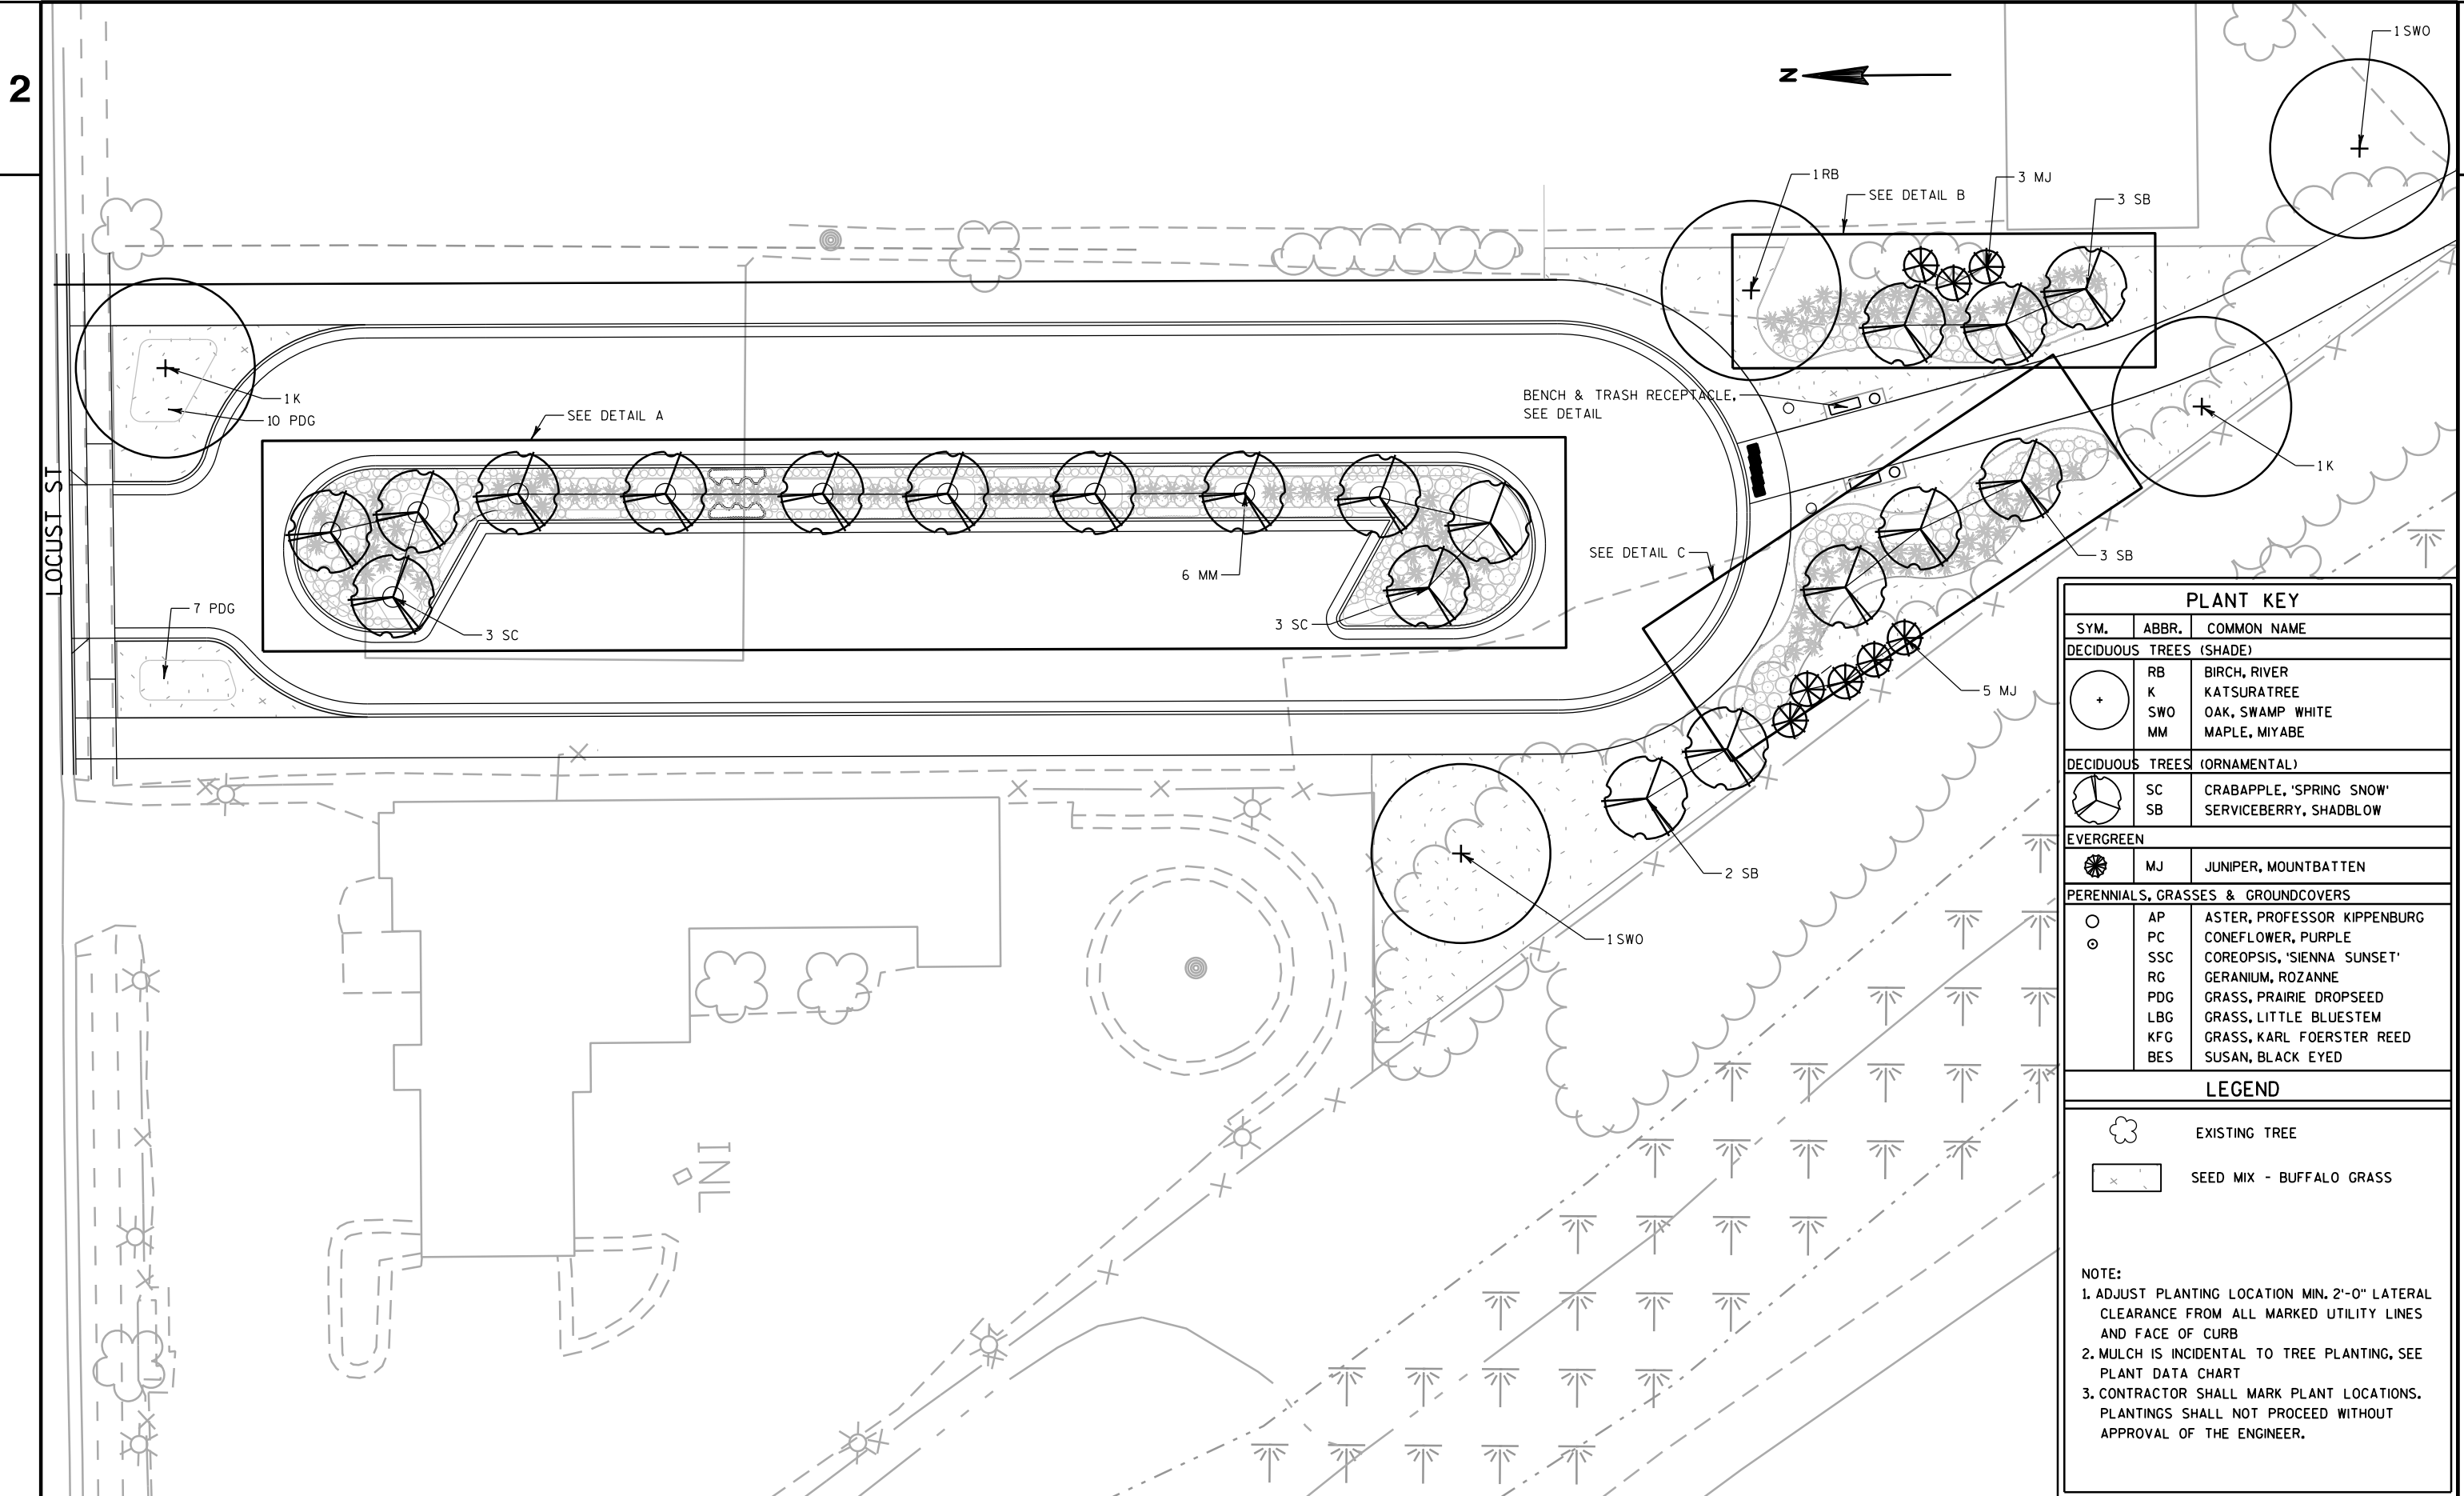 2
1 SWO
N
1 RB
SEE DETAIL B
3 MJ
3 SB
1 K
10 PDG
SEE DETAIL A
BENCH & TRASH RECEPTACLE,
SEE DETAIL
1 K
LOCUST ST
SEE DETAIL C
3 SB
6 MM
7 PDG
3 SC
3 SC
5 MJ
2 SB
1 SWO
INL
PLANT KEY
SYM. ABBR. COMMON NAME
DECIDUOUS TREES (SHADE)
RB BIRCH, RIVER
K KATSURATREE
SWO OAK, SWAMP WHITE
MM MAPLE, MIYABE
DECIDUOUS TREES (ORNAMENTAL)
SC CRABAPPLE, 'SPRING SNOW'
SB SERVICEBERRY, SHADBLOW
EVERGREEN
MJ JUNIPER, MOUNTBATTEN
PERENNIALS, GRASSES & GROUNDCOVERS
AP ASTER, PROFESSOR KIPPENBURG
PC CONEFLOWER, PURPLE
SSC COREOPSIS, 'SIENNA SUNSET'
RG GERANIUM, ROZANNE
PDG GRASS, PRAIRIE DROPSEED
LBG GRASS, LITTLE BLUESTEM
KFG GRASS, KARL FOERSTER REED
BES SUSAN, BLACK EYED
LEGEND
EXISTING TREE
SEED MIX - BUFFALO GRASS
NOTE:
1. ADJUST PLANTING LOCATION MIN. 2'-0" LATERAL
CLEARANCE FROM ALL MARKED UTILITY LINES
AND FACE OF CURB
2. MULCH IS INCIDENTAL TO TREE PLANTING, SEE
PLANT DATA CHART
3. CONTRACTOR SHALL MARK PLANT LOCATIONS.
PLANTINGS SHALL NOT PROCEED WITHOUT
APPROVAL OF THE ENGINEER.